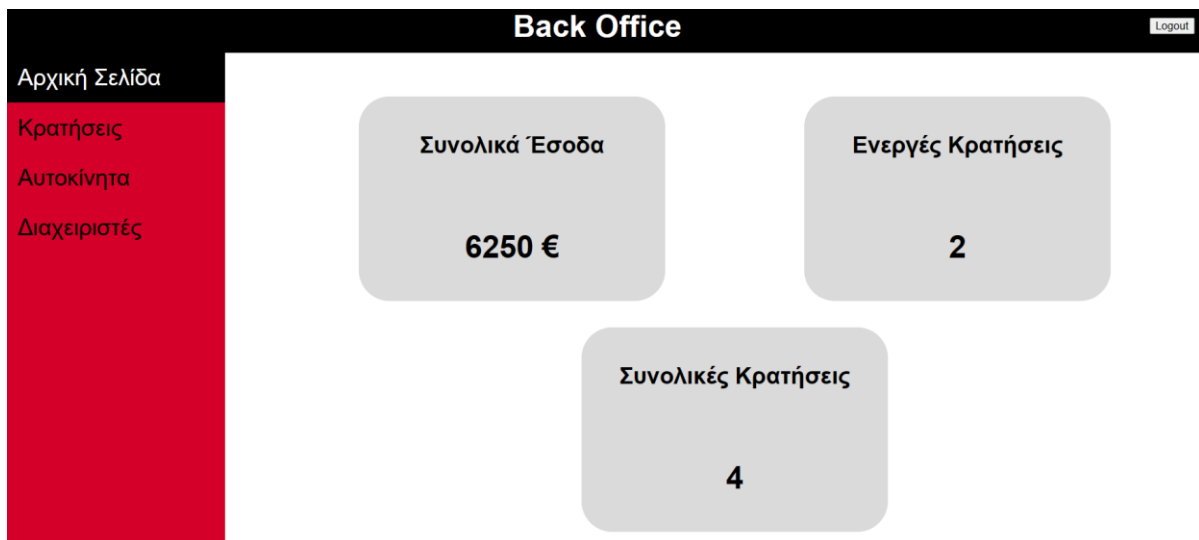 Back Office
Logout
Αρχική Σελίδα
Κρατήσεις
Αυτοκίνητα
Διαχειριστές
Συνολικά Έσοδα
6250 €
Ενεργές Κρατήσεις
2
Συνολικές Κρατήσεις
4